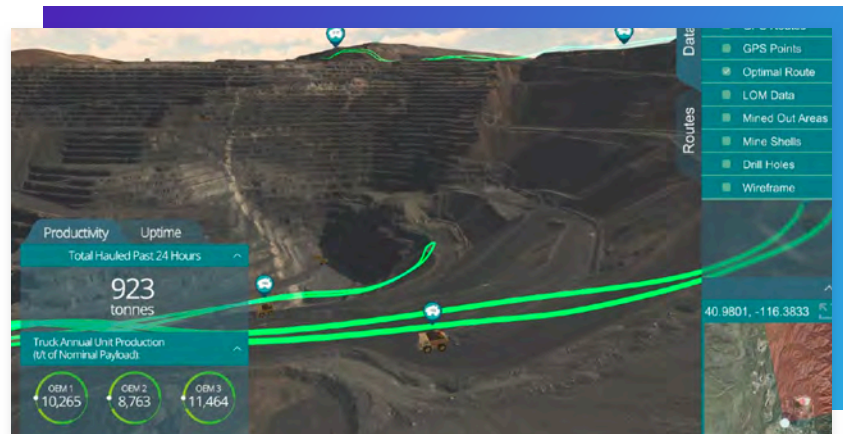 Data
GPS Routes
GPS Points
Optimal Route
LOM Data
Mined Out Areas
Routes
Mine Shells
Drill Holes
Wireframe
Productivity
Uptime
Total Hauled Past 24 Hours
923
tonnes
Truck Annual Unit Production
(t/t of Nominal Payload)
OEM 1
10,265
OEM 2
8,763
OEM 3
11,464
40.9801, -116.3833